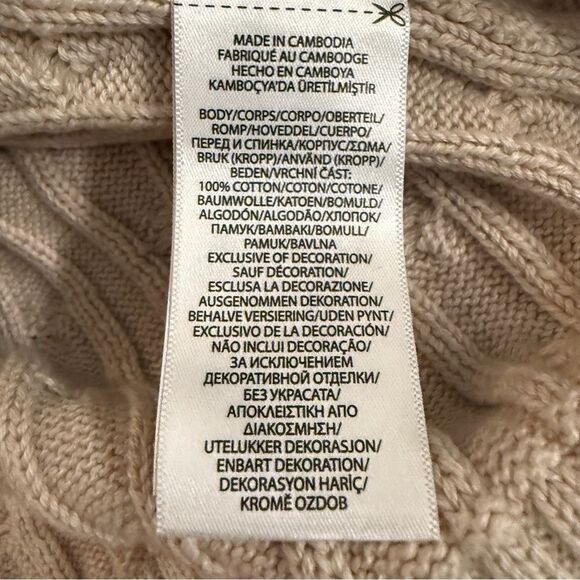 MADE IN CAMBODIA
FABRIQUÉ AU CAMBODGE
HECHO EN CAMBOYA
KAMBOÇYA'DA ÜRETİLMİŞTİR
BODY/CORPS/CORPO/OBERTEIL/
ROMP/HOVEDDEL/CUERPO/
ПЕРЕД И СПИНКА/КОРПУС/ΣΩΜΑ/
BRUK (KROPP)/ANVÄND (KROPP)/
BEDEN/VRCHNÍ ČÁST:
100% COTTON/COTON/COTONE/
BAUMWOLLE/KATOEN/BOMULD/
ALGODÓN/ALGODÃO/ХЛОПОК/
ПАМУК/ΒΑΜΒΑΚΙ/BOMULL/
PAMUK/BAVLNA
EXCLUSIVE OF DECORATION/
SAUF DÉCORATION/
ESCLUSA LA DECORAZIONE/
AUSGENOMMEN DEKORATION/
BEHALVE VERSIERING/UDEN PYNT/
EXCLUSIVO DE LA DECORACIÓN/
NÃO INCLUI DECORAÇÃO/
ЗА ИСКЛЮЧЕНИЕМ
ДЕКОРАТИВНОЙ ОТДЕЛКИ/
БЕЗ УКРАСАТА/
ΑΠΟΚΛΕΙΣΤΙΚΗ ΑΠΟ
ΔΙΑΚΟΣΜΗΣΗ/
UTELUKKER DEKORASJON/
ENBART DEKORATION/
DEKORASYON HARİÇ/
KROMĚ OZDOB